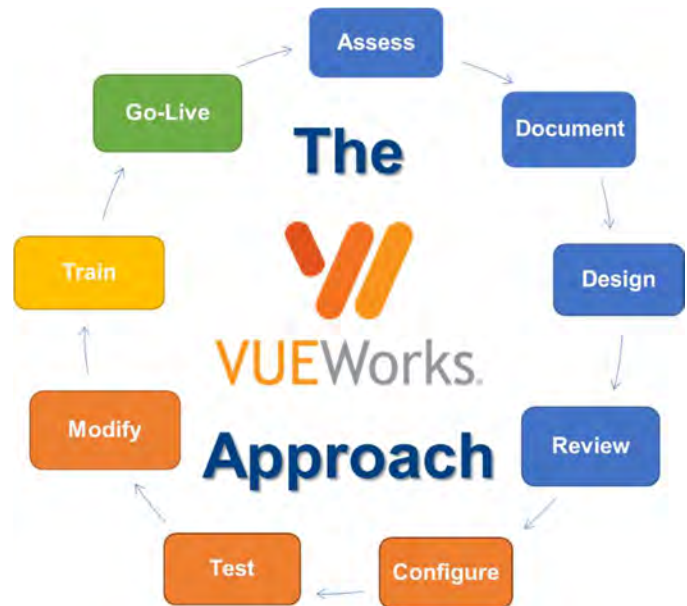 Assess
Go-Live
Document
The
Train
Design
VUEWorks.
Modify
Approach
Review
Test
Configure